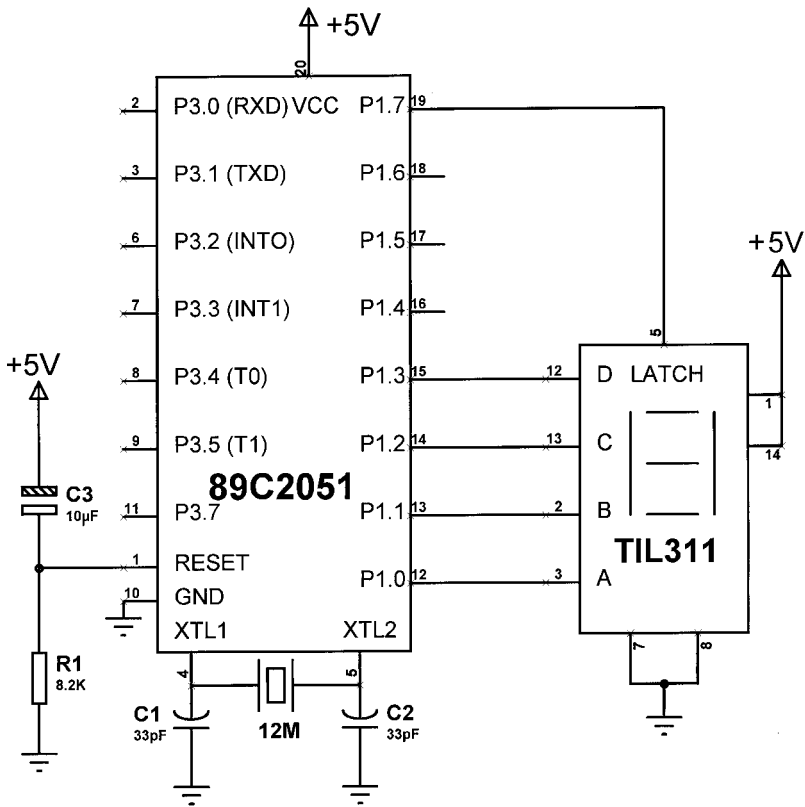 +5V
20
2 P3.0 (RXD) VCC P1.7 19
3 P3.1 (TXD) P1.6 18
6 P3.2 (INTO) P1.5 17
7 P3.3 (INT1) P1.4 16
8 P3.4 (T0) P1.3 15
9 P3.5 (T1) P1.2 14
89C2051
11 P3.7 P1.1 13
1 RESET
P1.0 12
10 GND
XTL1 XTL2
4 5
12M
C1
33pF
C2
33pF
+5V
C3
10µF
R1
8.2K
+5V
5
12 D LATCH
1
13 C
14
2 B
TIL311
3 A
7 8